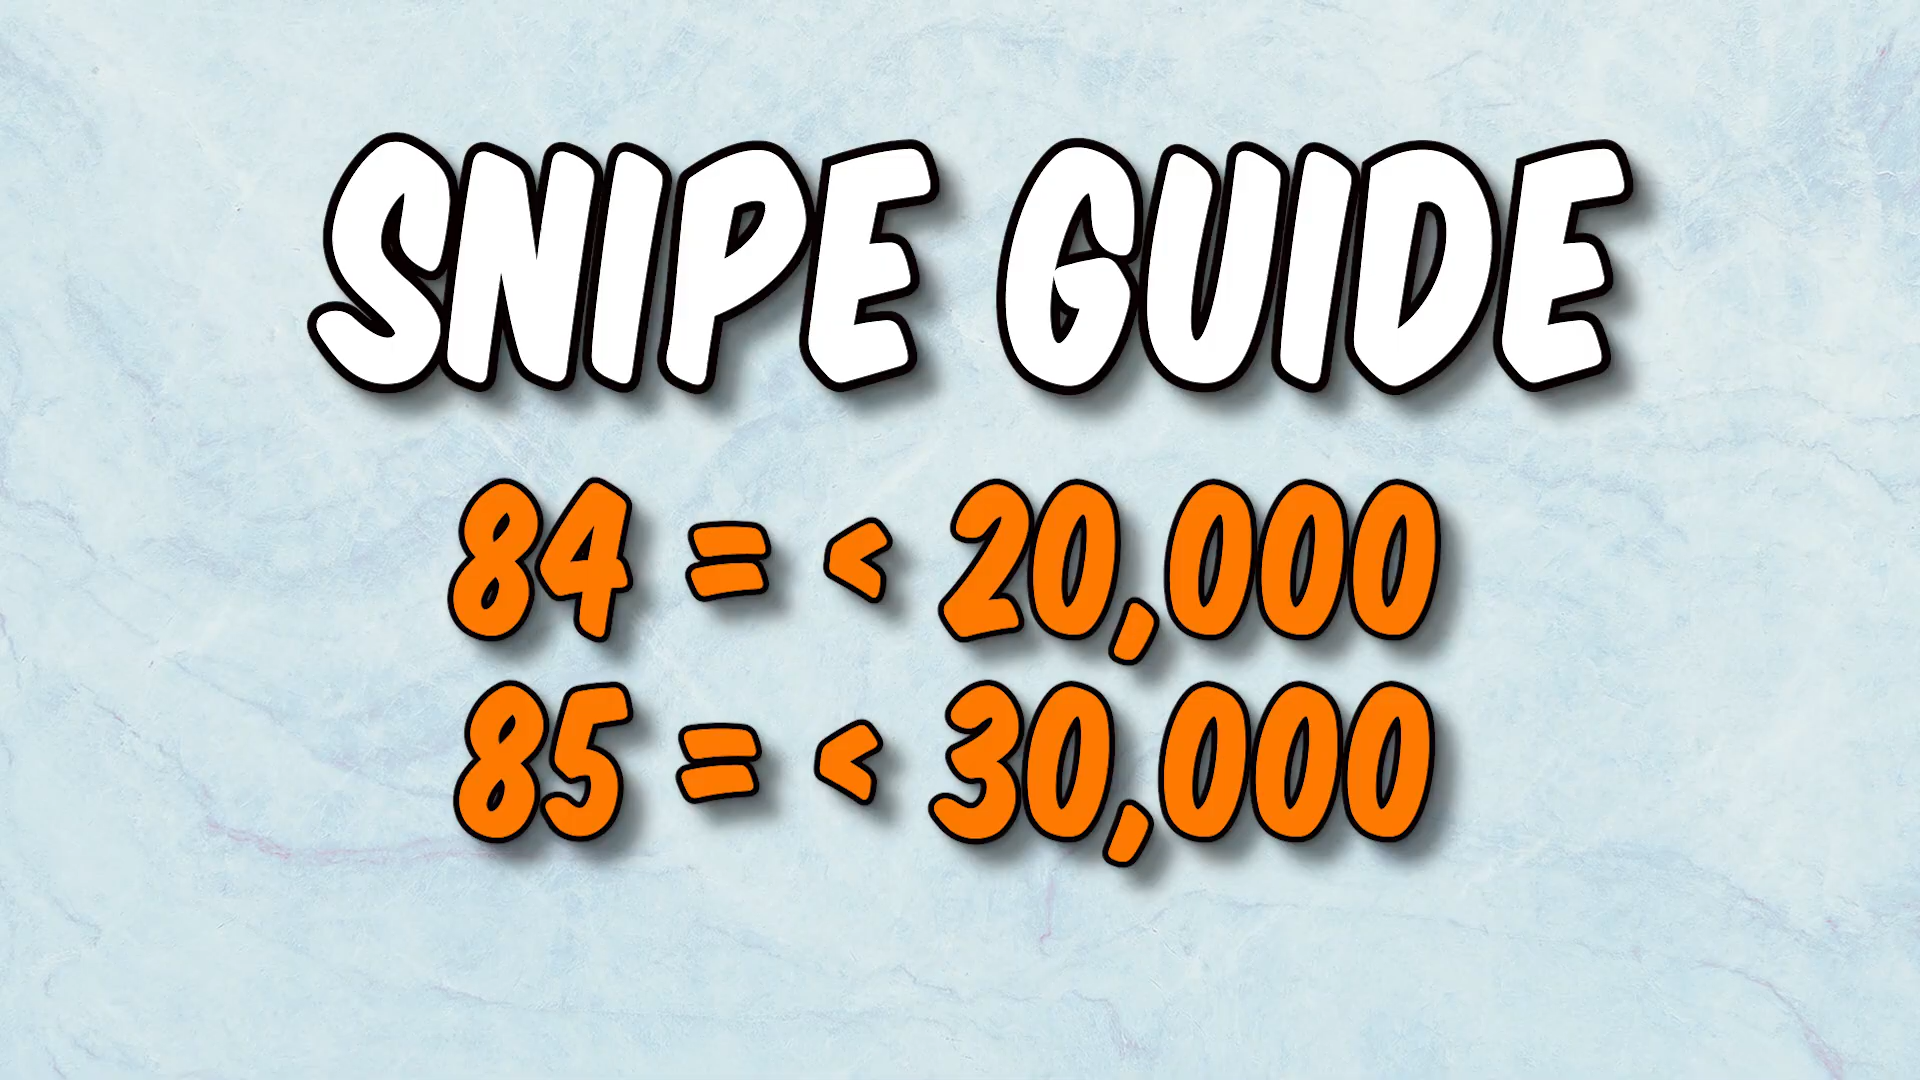 SNIPE GUIDE
84 = < 20,000
85 = < 30,000